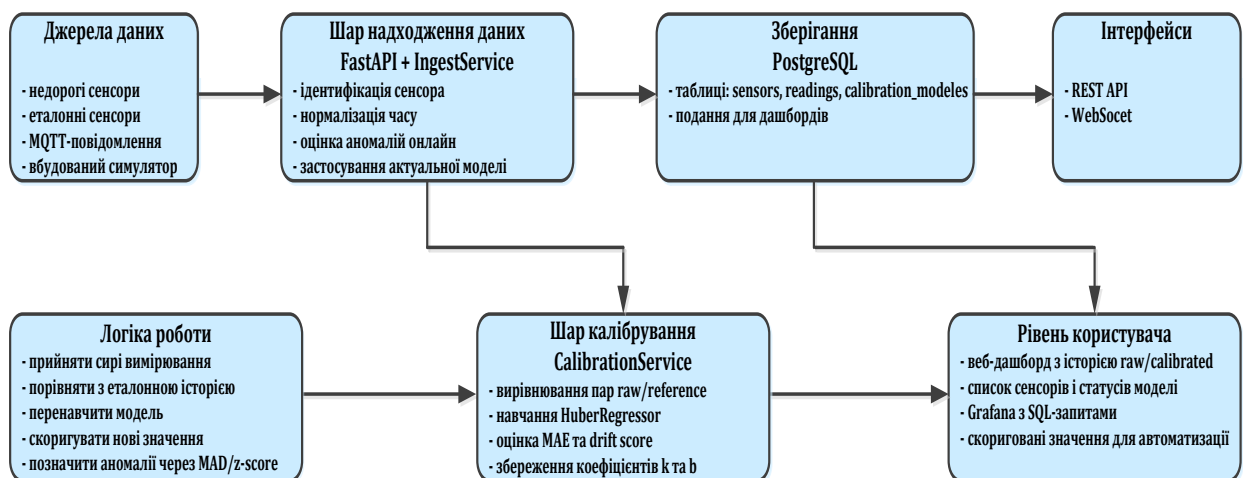 Джерела даних
- недорогі сенсори
- еталонні сенсори
- MQTT-повідомлення
- вбудований симулятор
Шар надходження даних
FastAPI + IngestService
- ідентифікація сенсора
- нормалізація часу
- оцінка аномалій онлайн
- застосування актуальної моделі
Зберігання
PostgreSQL
- таблиці: sensors, readings, calibration_modeles
- подання для дашбордів
Інтерфейси
- REST API
- WebSocet
Логіка роботи
- прийняти сирі вимірювання
- порівняти з еталонною історією
- перенавчити модель
- скоригувати нові значення
- позначити аномалії через MAD/z-score
Шар калібрування
CalibrationService
- вирівнювання пар raw/reference
- навчання HuberRegressor
- оцінка MAE та drift score
- збереження коефіцієнтів k та b
Рівень користувача
- веб-дашборд з історією raw/calibrated
- список сенсорів і статусів моделі
- Grafana з SQL-запитами
- скориговані значення для автоматизації